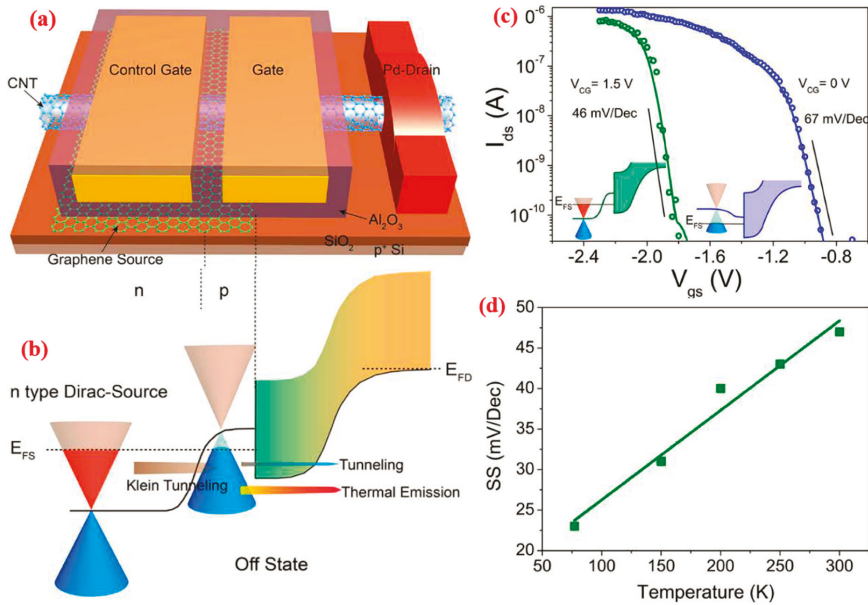 (a)
CNT
Control Gate
Gate
Pd-Drain
Al2O3
SiO2
p+ Si
Graphene Source
n
p
(b)
n type Dirac-Source
EFS
EFD
Klein Tunneling
Tunneling
Thermal Emission
Off State
(c)
Ids (A)
10-6
10-7
10-8
10-9
10-10
VCG= 1.5 V
46 mV/Dec
VCG= 0 V
67 mV/Dec
EFS
EFS
-2.4
-2.0
-1.6
-1.2
-0.8
Vgs (V)
(d)
SS (mV/Dec)
50
45
40
35
30
25
20
50
100
150
200
250
300
Temperature (K)